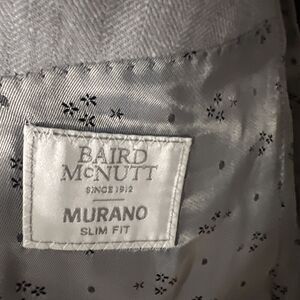 BAIRD
McNUTT
SINCE 1912
MURANO
SLIM FIT